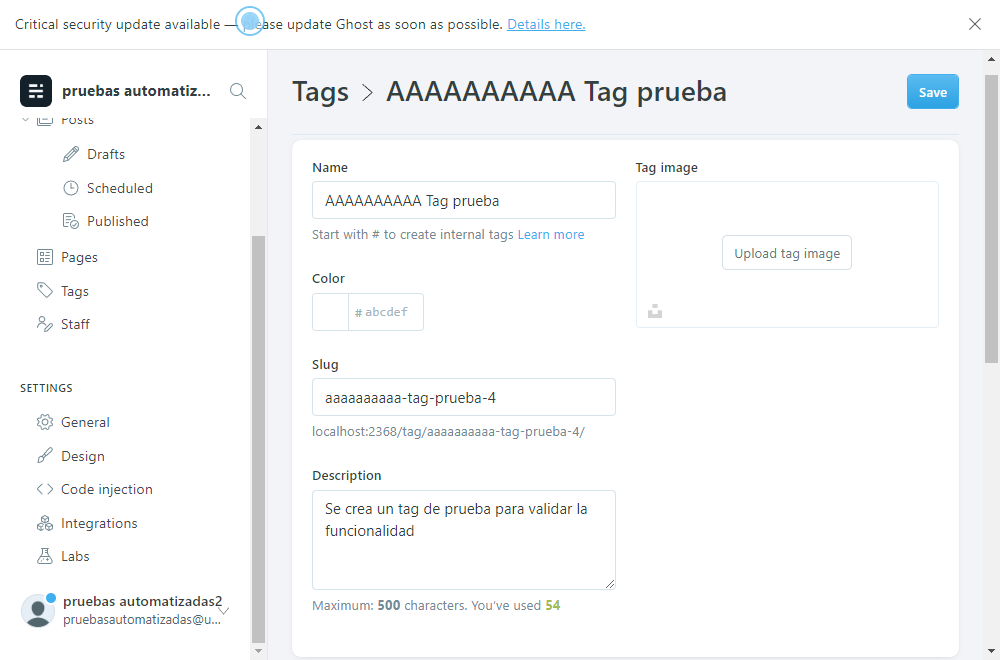 Critical security update available — please update Ghost as soon as possible. Details here.
pruebas automatiz...
Posts
Drafts
Scheduled
Published
Pages
Tags
Staff
SETTINGS
General
Design
Code injection
Integrations
Labs
pruebas automatizadas2
pruebasautomatizadas@u...
Tags > AAAAAAAAAA Tag prueba
Save
Name
AAAAAAAAAA Tag prueba
Start with # to create internal tags Learn more
Color
# abcdef
Slug
aaaaaaaaaa-tag-prueba-4
localhost:2368/tag/aaaaaaaaaa-tag-prueba-4/
Description
Se crea un tag de prueba para validar la
funcionalidad
Maximum: 500 characters. You've used 54
Tag image
Upload tag image